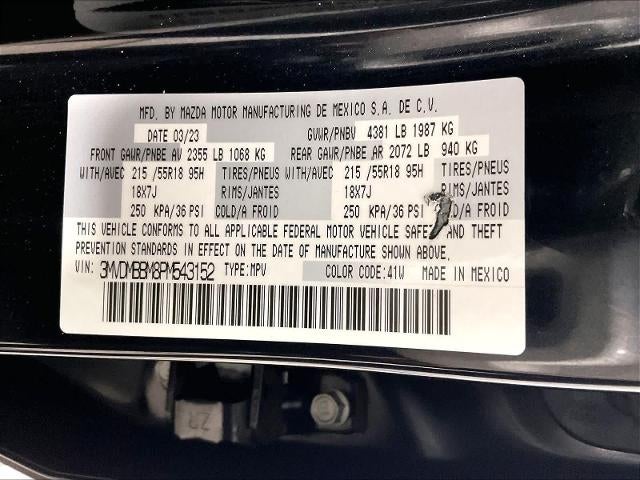 MFD. BY MAZDA MOTOR MANUFACTURING DE MEXICO S.A. DE C.V.
DATE 03/23 GVWR/PNBV 4381 LB 1987 KG
FRONT GAWR/PNBE AV 2355 LB 1068 KG REAR GAWR/PNBE AR 2072 LB 940 KG
WITH/AVEC 215 /55R18 95H TIRES/PNEUS WITH/AVEC 215 /55R18 95H TIRES/PNEUS
18X7J RIMS/JANTES 18X7J RIMS/JANTES
250 KPA/36 PSI COLD/A FROID 250 KPA/36 PSI COLD/A FROID
THIS VEHICLE CONFORMS TO ALL APPLICABLE FEDERAL MOTOR VEHICLE SAFETY AND THEFT
PREVENTION STANDARDS IN EFFECT ON THE DATE OF MANUFACTURE SHOWN ABOVE.
VIN: 3MVDMBBM8PM543152 TYPE:MPV COLOR CODE:41W MADE IN MEXICO